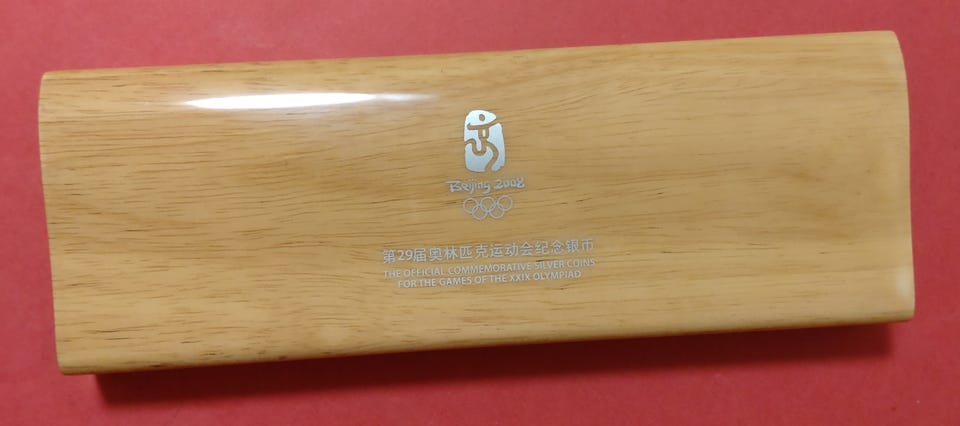 Beijing 2008
第29届奥林匹克运动会纪念银币
THE OFFICIAL COMMEMORATIVE SILVER COINS
FOR THE GAMES OF THE XXIX OLYMPIAD